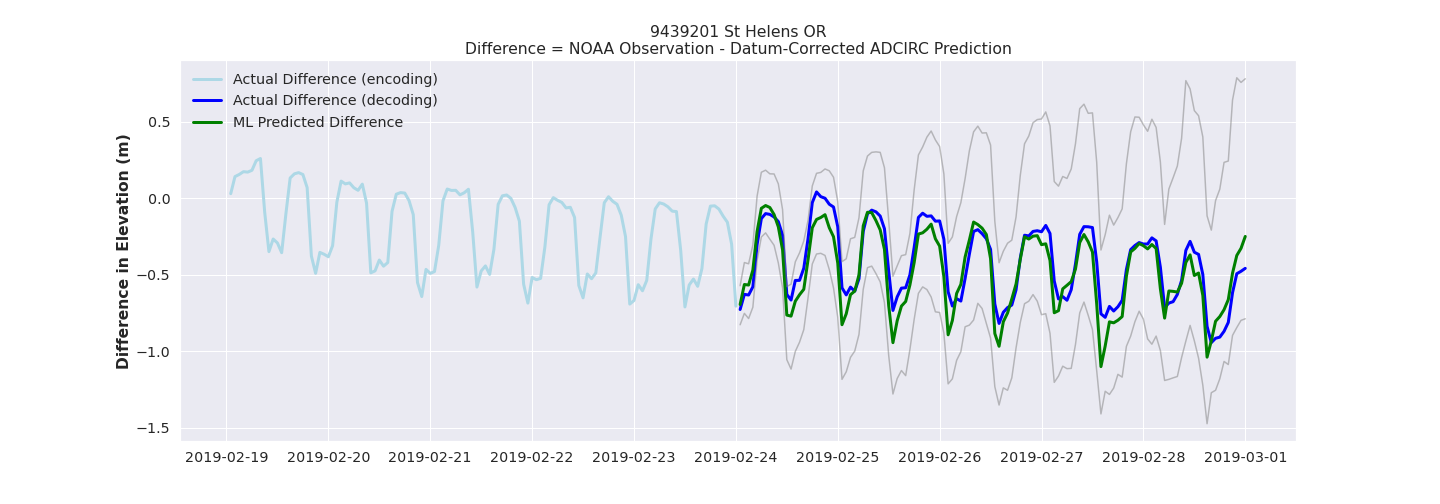 9439201 St Helens OR
Difference = NOAA Observation - Datum-Corrected ADCIRC Prediction
Actual Difference (encoding)
Actual Difference (decoding)
ML Predicted Difference
Difference in Elevation (m)
0.5
0.0
−0.5
−1.0
−1.5
2019-02-19 2019-02-20 2019-02-21 2019-02-22 2019-02-23 2019-02-24 2019-02-25 2019-02-26 2019-02-27 2019-02-28 2019-03-01